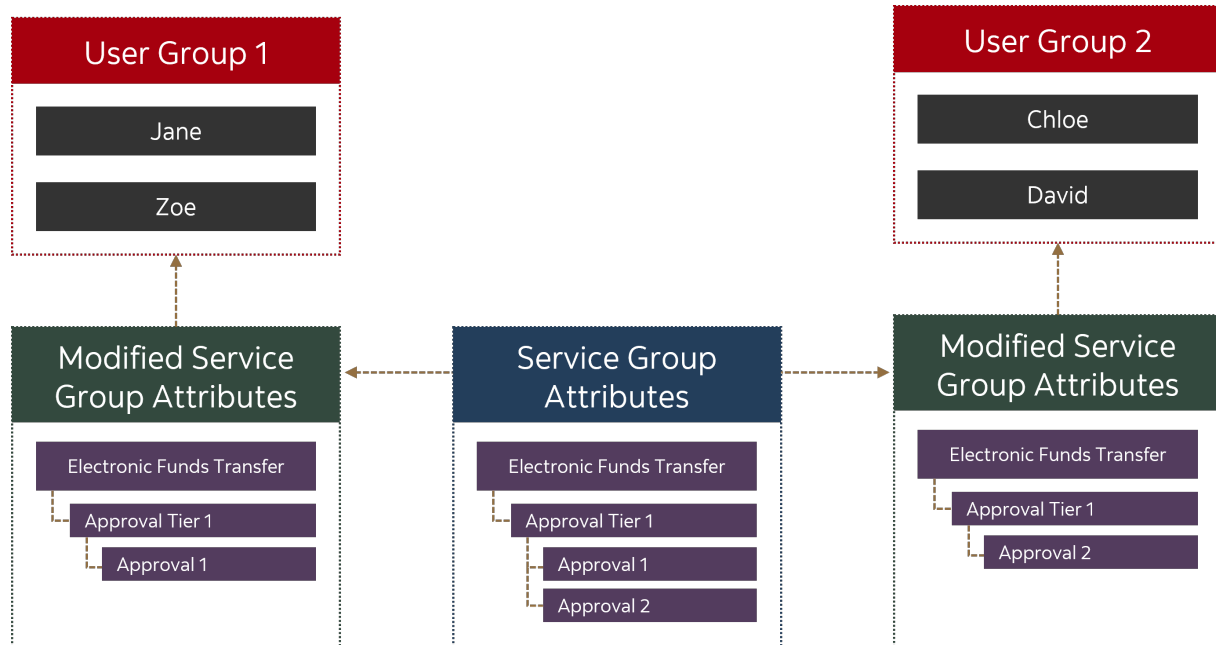 User Group 1
Jane
Zoe
User Group 2
Chloe
David
Modified Service
Group Attributes
Electronic Funds Transfer
Approval Tier 1
Approval 1
Service Group
Attributes
Electronic Funds Transfer
Approval Tier 1
Approval 1
Approval 2
Modified Service
Group Attributes
Electronic Funds Transfer
Approval Tier 1
Approval 2